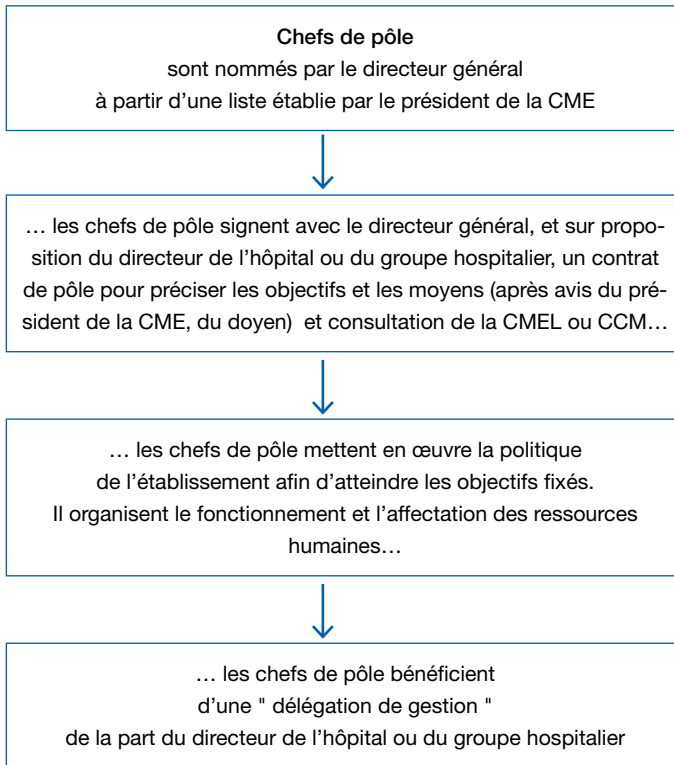 Chefs de pôle
sont nommés par le directeur général
à partir d’une liste établie par le président de la CME
… les chefs de pôle signent avec le directeur général, et sur propo-
sition du directeur de l’hôpital ou du groupe hospitalier, un contrat
de pôle pour préciser les objectifs et les moyens (après avis du pré-
sident de la CME, du doyen) et consultation de la CMEL ou CCM…
… les chefs de pôle mettent en œuvre la politique
de l’établissement afin d’atteindre les objectifs fixés.
Il organisent le fonctionnement et l’affectation des ressources
humaines…
… les chefs de pôle bénéficient
d’une " délégation de gestion "
de la part du directeur de l’hôpital ou du groupe hospitalier